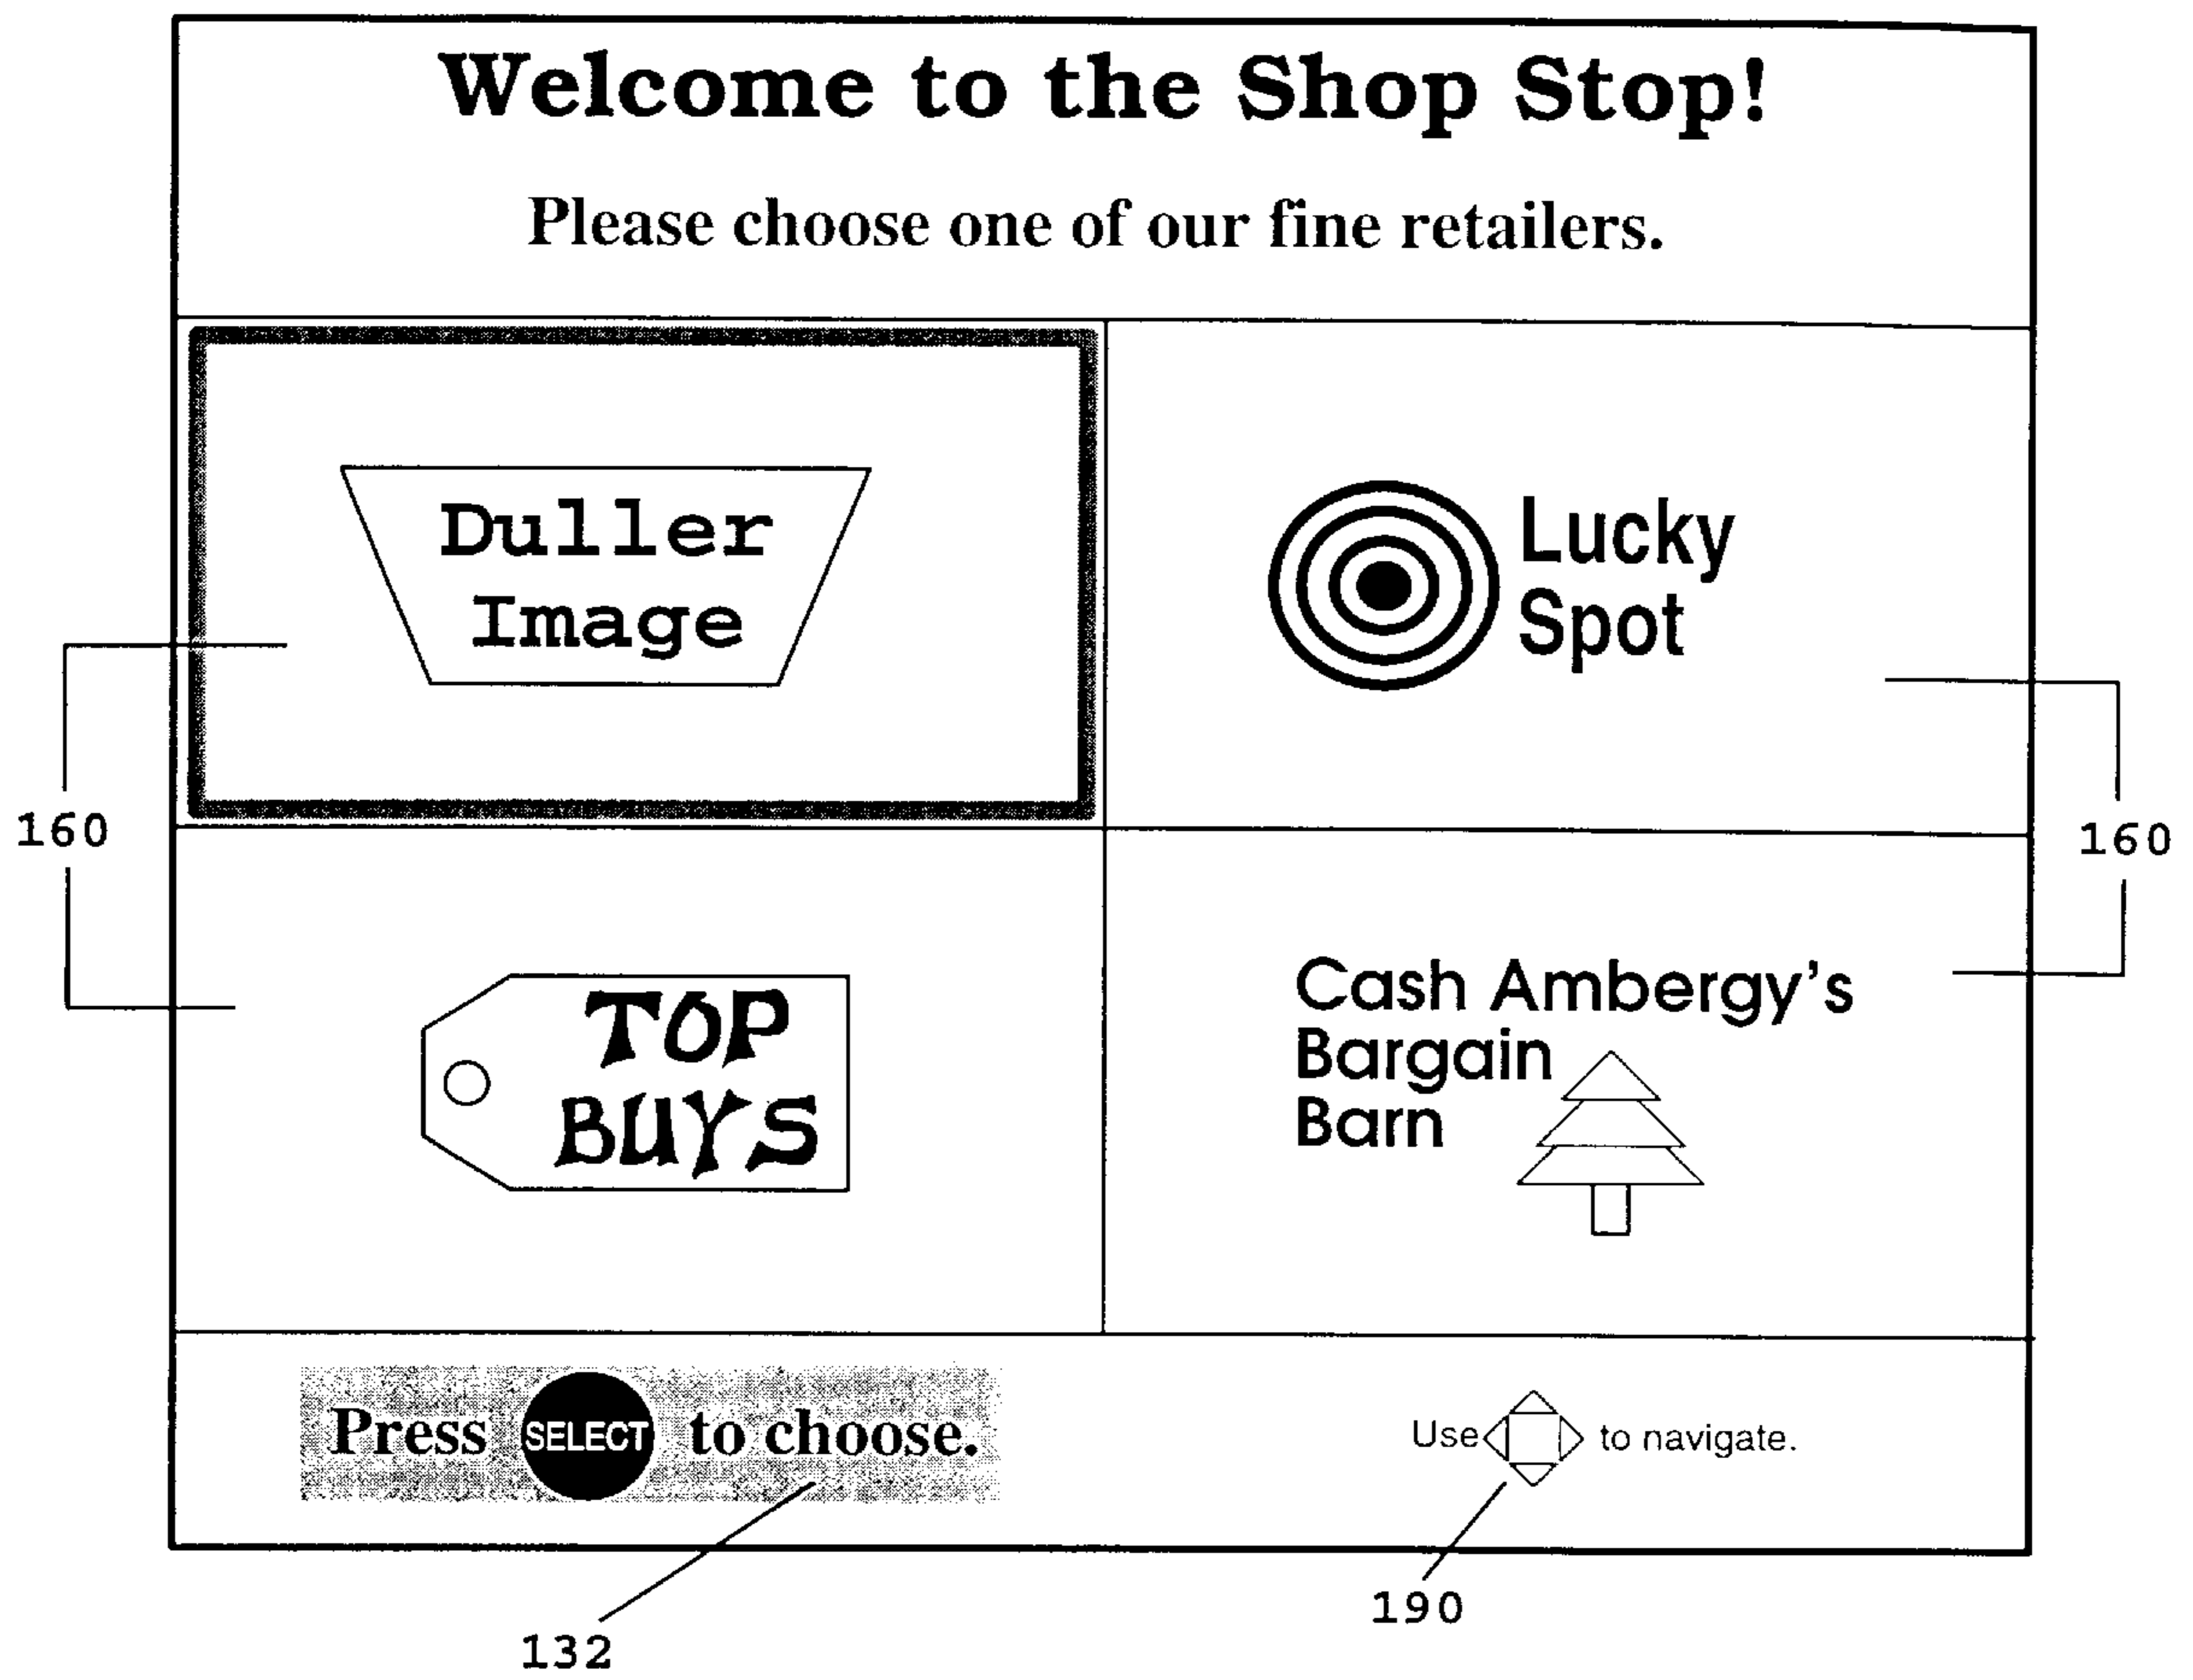 Welcome to the Shop Stop!
Please choose one of our fine retailers.
Duller
Image
Lucky
Spot
160
160
TOP
BUYS
Cash Ambergy's
Bargain
Barn
Press SELECT to choose.
Use to navigate.
190
132